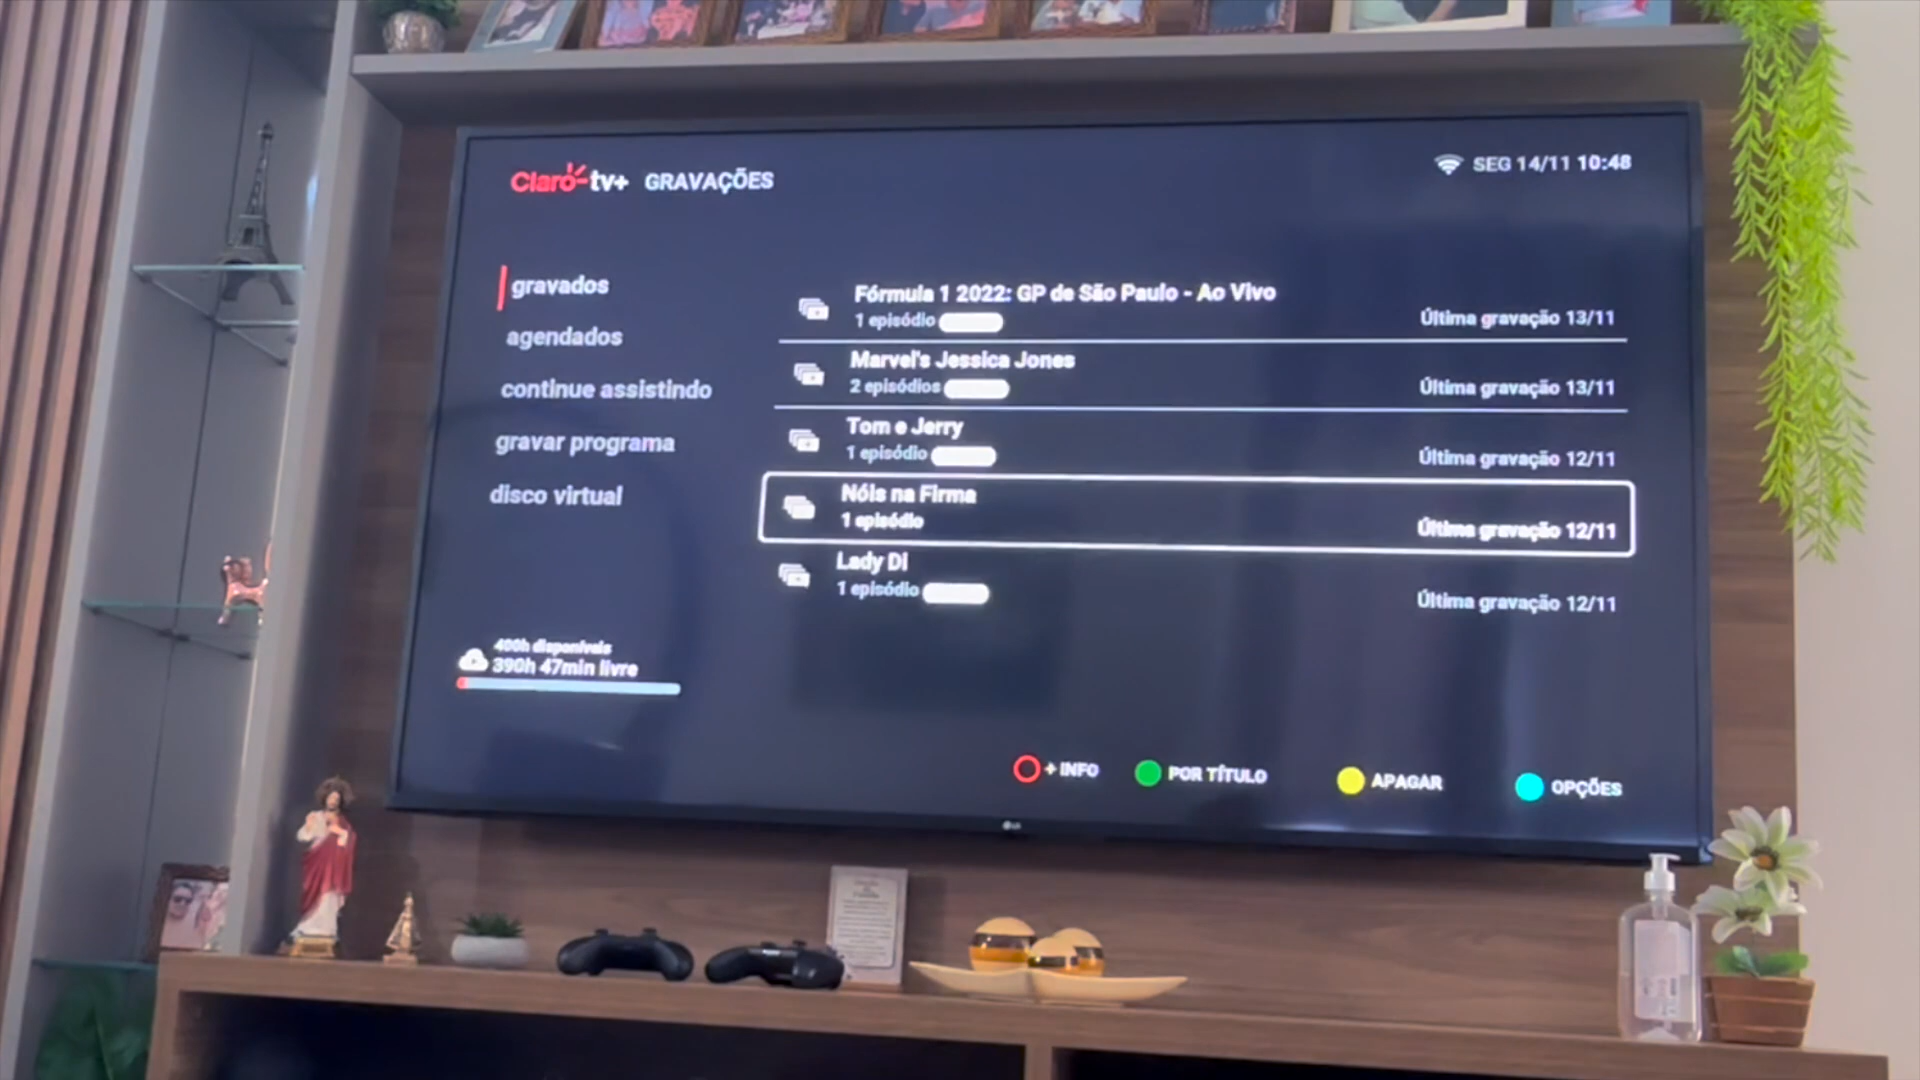 Claro tv+ GRAVAÇÕES
SEG 14/11 10:48
gravados
agendados
continue assistindo
gravar programa
disco virtual
400h disponíveis
390h 47min livre
Fórmula 1 2022: GP de São Paulo - Ao Vivo
1 episódio
Última gravação 13/11
Marvel's Jessica Jones
2 episódios
Última gravação 13/11
Tom e Jerry
1 episódio
Última gravação 12/11
Nóis na Firma
1 episódio
Última gravação 12/11
Lady Di
1 episódio
Última gravação 12/11
+ INFO
POR TÍTULO
APAGAR
OPÇÕES
LG